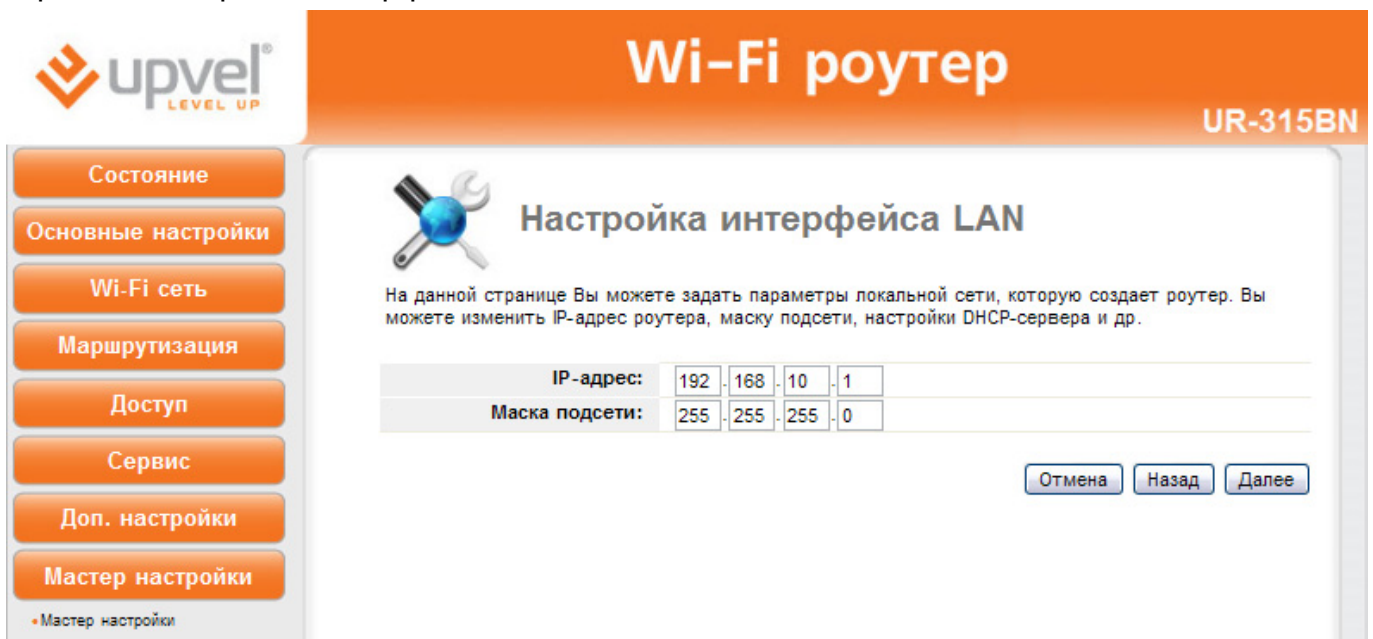 upvel®
LEVEL UP
Wi-Fi роутер
UR-315BN
Состояние
Основные настройки
Wi-Fi сеть
Маршрутизация
Доступ
Сервис
Доп. настройки
Мастер настройки
•Мастер настройки
Настройка интерфейса LAN
На данной странице Вы можете задать параметры локальной сети, которую создает роутер. Вы
можете изменить IP-адрес роутера, маску подсети, настройки DHCP-сервера и др.
IP-адрес: 192 . 168 . 10 . 1
Маска подсети: 255 . 255 . 255 . 0
Отмена Назад Далее